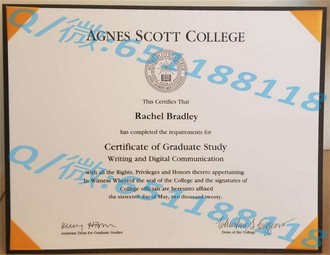 AGNES SCOTT COLLEGE
This Certifies That
Rachel Bradley
has completed the requirements for
Certificate of Graduate Study
Writing and Digital Communication
with all the Rights, Privileges and Honors thereto appertaining.
In Witness Whereof the seal of the College and the signatures of
College officials are hereunto affixed
the sixteenth day of May, two thousand twenty.
Assistant Dean for Graduate Studies
Dean of the College
Q/微:651188118
Q/微:651188118
Q/微:651188118